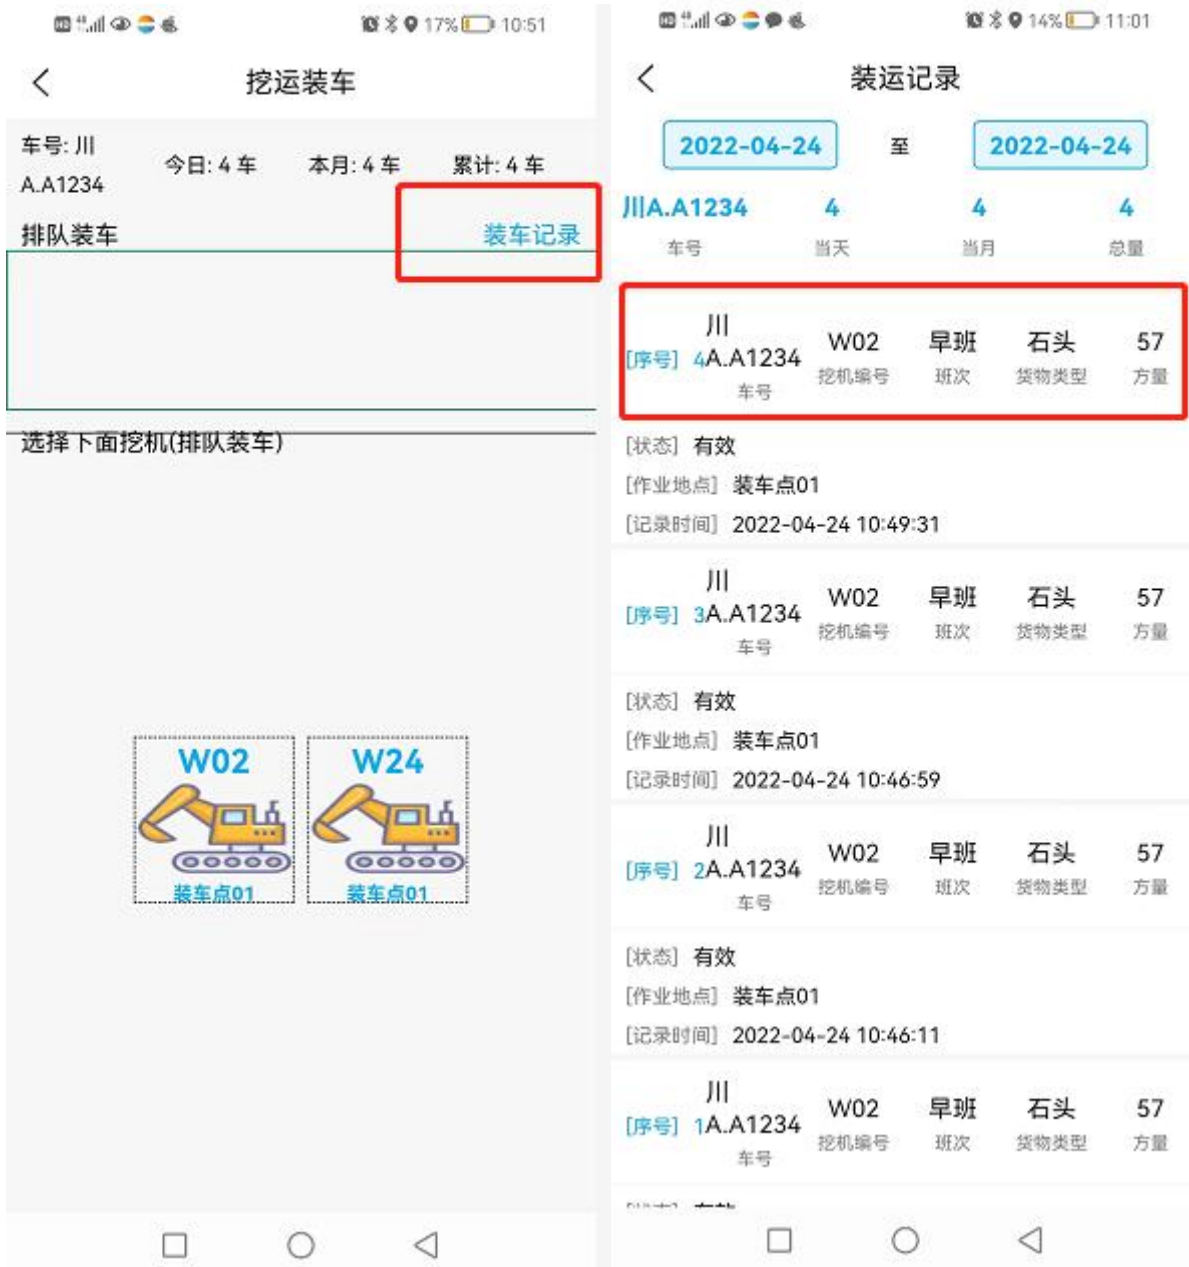 17% 10:51
挖运装车
车号: 川
A.A1234
今日: 4 车
本月: 4 车
累计: 4 车
排队装车
装车记录
选择下面挖机(排队装车)
W02
装车点01
W24
装车点01
14% 11:01
装运记录
2022-04-24 至 2022-04-24
川A.A1234 4 4 4
车号 当天 当月 总量
川
[序号] 4A.A1234 W02 早班 石头 57
车号 挖机编号 班次 货物类型 方量
[状态] 有效
[作业地点] 装车点01
[记录时间] 2022-04-24 10:49:31
川
[序号] 3A.A1234 W02 早班 石头 57
车号 挖机编号 班次 货物类型 方量
[状态] 有效
[作业地点] 装车点01
[记录时间] 2022-04-24 10:46:59
川
[序号] 2A.A1234 W02 早班 石头 57
车号 挖机编号 班次 货物类型 方量
[状态] 有效
[作业地点] 装车点01
[记录时间] 2022-04-24 10:46:11
川
[序号] 1A.A1234 W02 早班 石头 57
车号 挖机编号 班次 货物类型 方量